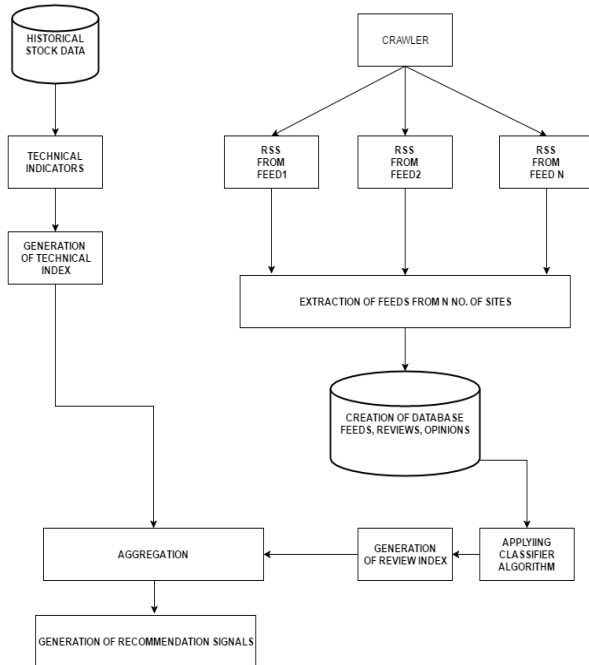 HISTORICAL
STOCK DATA
CRAWLER
TECHNICAL
INDICATORS
RSS
FROM
FEED1
RSS
FROM
FEED2
RSS
FROM
FEED N
GENERATION
OF TECHNICAL
INDEX
EXTRACTION OF FEEDS FROM N NO. OF SITES
CREATION OF DATABASE
FEEDS, REVIEWS, OPINIONS
AGGREGATION
GENERATION
OF REVIEW INDEX
APPLYING
CLASSIFIER
ALGORITHM
GENERATION OF RECOMMENDATION SIGNALS